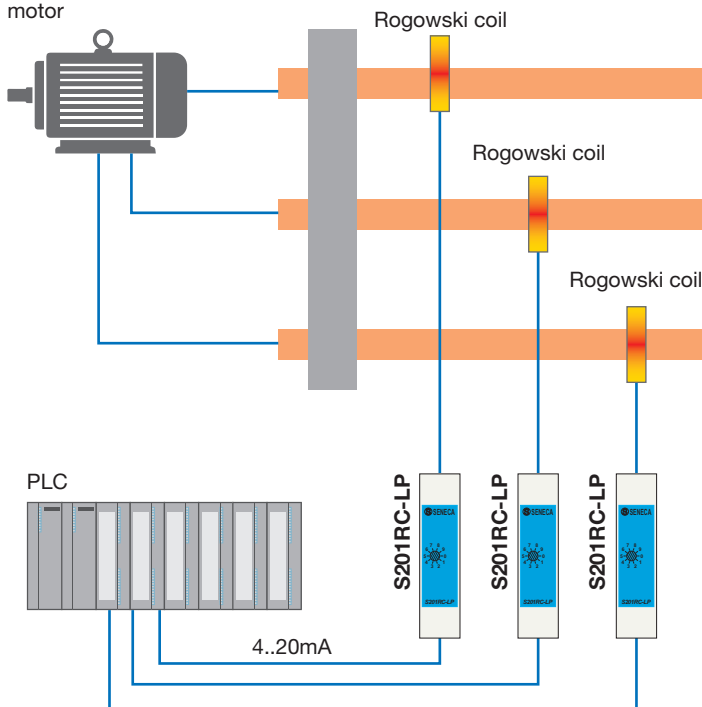 motor
Rogowski coil
Rogowski coil
Rogowski coil
PLC
S201RC-LP
SENECA
S201RC-LP
S201RC-LP
SENECA
S201RC-LP
S201RC-LP
SENECA
S201RC-LP
4..20mA